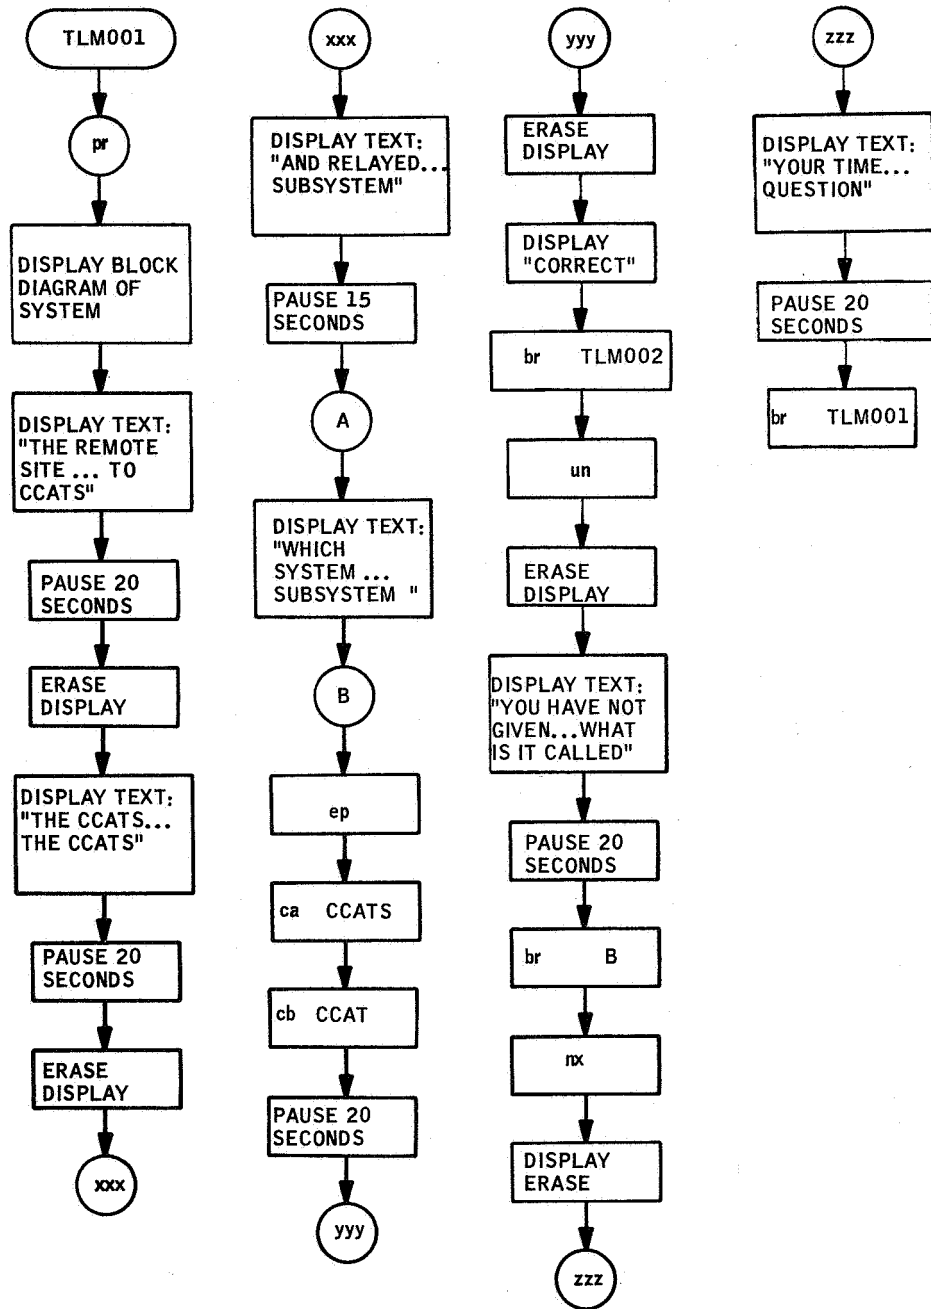 TLM001
pr
DISPLAY BLOCK
DIAGRAM OF
SYSTEM
DISPLAY TEXT:
"THE REMOTE
SITE ... TO
CCATS"
PAUSE 20
SECONDS
ERASE
DISPLAY
DISPLAY TEXT:
"THE CCATS...
THE CCATS"
PAUSE 20
SECONDS
ERASE
DISPLAY
xxx
xxx
DISPLAY TEXT:
"AND RELAYED...
SUBSYSTEM"
PAUSE 15
SECONDS
A
DISPLAY TEXT:
"WHICH
SYSTEM ...
SUBSYSTEM "
B
ep
ca CCATS
cb CCAT
PAUSE 20
SECONDS
yyy
yyy
ERASE
DISPLAY
DISPLAY
"CORRECT"
br TLM002
un
ERASE
DISPLAY
DISPLAY TEXT:
"YOU HAVE NOT
GIVEN...WHAT
IS IT CALLED"
PAUSE 20
SECONDS
br B
nx
DISPLAY
ERASE
zzz
zzz
DISPLAY TEXT:
"YOUR TIME...
QUESTION"
PAUSE 20
SECONDS
br TLM001